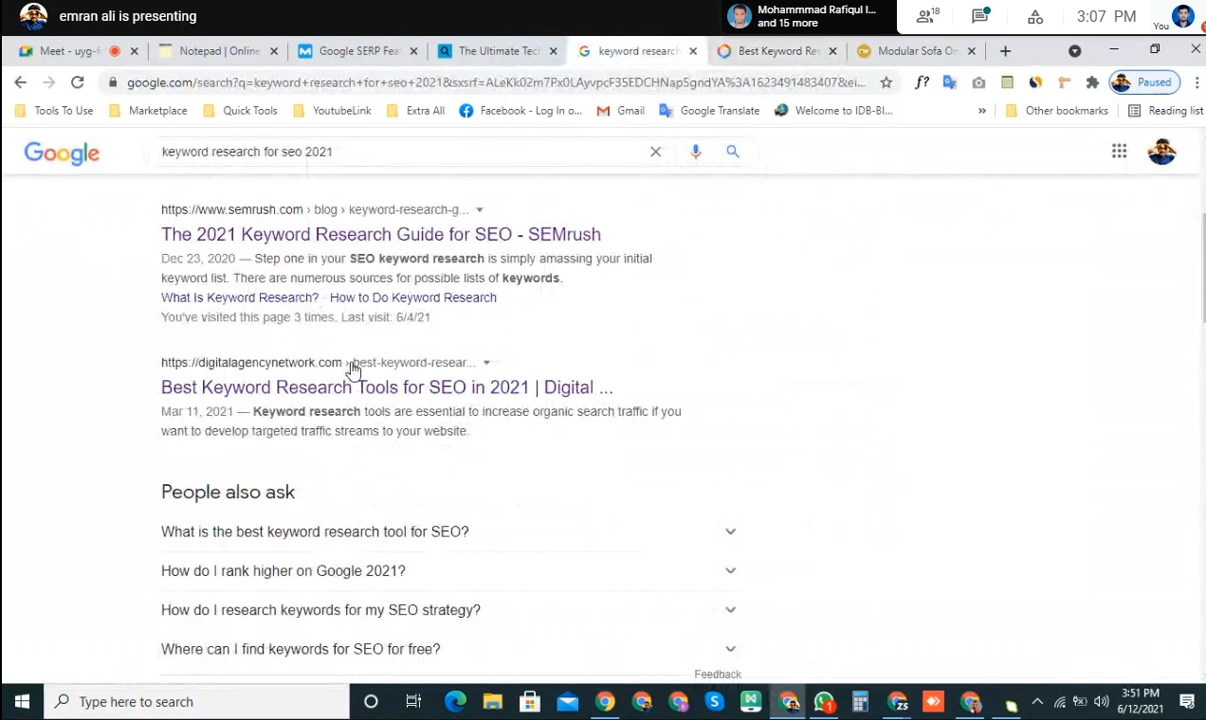 emran ali is presenting
Mohammmad Rafiqul I...
and 15 more
18
3:07 PM
You
Meet - uyg-f
Notepad | Online
Google SERP Fea
The Ultimate Tec
keyword research
Best Keyword Re
Modular Sofa On
google.com/search?q=keyword+research+for+seo+2021&sxsrf=ALeKk02m7Px0LAyvpcF35EDCHNap5gndYA%3A1623491483407&ei...
f?
Paused
Tools To Use
Marketplace
Quick Tools
YoutubeLink
Extra All
Facebook - Log In o...
Gmail
Google Translate
Welcome to IDB-BI...
»
Other bookmarks
Reading list
Google
keyword research for seo 2021
https://www.semrush.com › blog › keyword-research-g...
The 2021 Keyword Research Guide for SEO - SEMrush
Dec 23, 2020 — Step one in your SEO keyword research is simply amassing your initial
keyword list. There are numerous sources for possible lists of keywords.
What Is Keyword Research? · How to Do Keyword Research
You've visited this page 3 times. Last visit: 6/4/21
https://digitalagencynetwork.com › best-keyword-resear...
Best Keyword Research Tools for SEO in 2021 | Digital ...
Mar 11, 2021 — Keyword research tools are essential to increase organic search traffic if you
want to develop targeted traffic streams to your website.
People also ask
What is the best keyword research tool for SEO?
How do I rank higher on Google 2021?
How do I research keywords for my SEO strategy?
Where can I find keywords for SEO for free?
Feedback
Type here to search
3:51 PM
6/12/2021